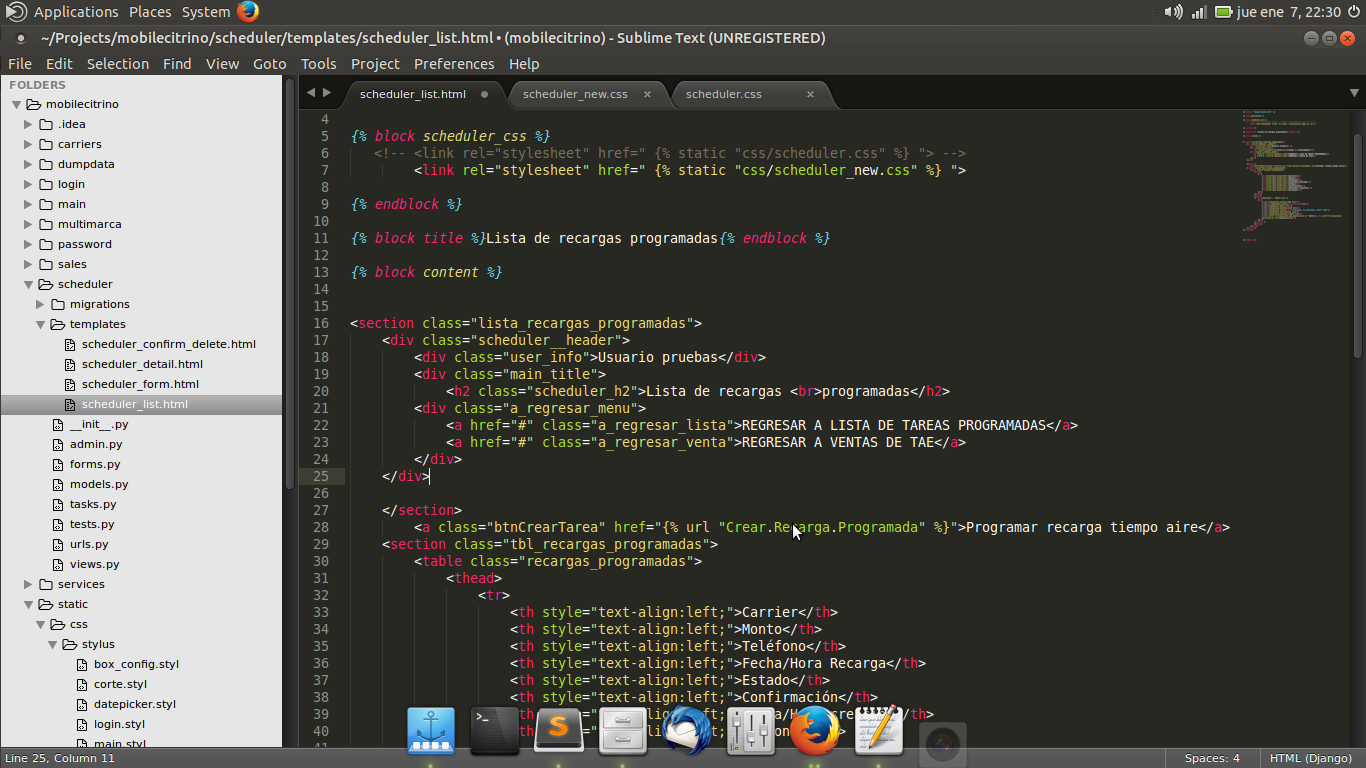 Applications Places System
jue ene 7, 22:30
~/Projects/mobilecitrino/scheduler/templates/scheduler_list.html • (mobilecitrino) - Sublime Text (UNREGISTERED)
File Edit Selection Find View Goto Tools Project Preferences Help
FOLDERS
mobilecitrino
.idea
carriers
dumpdata
login
main
multimarca
password
sales
scheduler
migrations
templates
scheduler_confirm_delete.html
scheduler_detail.html
scheduler_form.html
scheduler_list.html
__init__.py
admin.py
forms.py
models.py
tasks.py
tests.py
urls.py
views.py
services
static
css
stylus
box_config.styl
corte.styl
datepicker.styl
login.styl
main.styl
scheduler_list.html scheduler_new.css × scheduler.css ×
4
5 {% block scheduler_css %}
6 <!-- <link rel="stylesheet" href=" {% static "css/scheduler.css" %} "> -->
7 <link rel="stylesheet" href=" {% static "css/scheduler_new.css" %} ">
8
9 {% endblock %}
10
11 {% block title %}Lista de recargas programadas{% endblock %}
12
13 {% block content %}
14
15
16 <section class="lista_recargas_programadas">
17 <div class="scheduler__header">
18 <div class="user_info">Usuario pruebas</div>
19 <div class="main_title">
20 <h2 class="scheduler_h2">Lista de recargas <br>programadas</h2>
21 <div class="a_regresar_menu">
22 <a href="#" class="a_regresar_lista">REGRESAR A LISTA DE TAREAS PROGRAMADAS</a>
23 <a href="#" class="a_regresar_venta">REGRESAR A VENTAS DE TAE</a>
24 </div>
25 </div>
26
27 </section>
28 <a class="btnCrearTarea" href="{% url "Crear.Recarga.Programada" %}">Programar recarga tiempo aire</a>
29 <section class="tbl_recargas_programadas">
30 <table class="recargas_programadas">
31 <thead>
32 <tr>
33 <th style="text-align:left;">Carrier</th>
34 <th style="text-align:left;">Monto</th>
35 <th style="text-align:left;">Teléfono</th>
36 <th style="text-align:left;">Fecha/Hora Recarga</th>
37 <th style="text-align:left;">Estado</th>
38 <th style="text-align:left;">Confirmación</th>
39
40
41
Line 25, Column 11
Spaces: 4
HTML (Django)